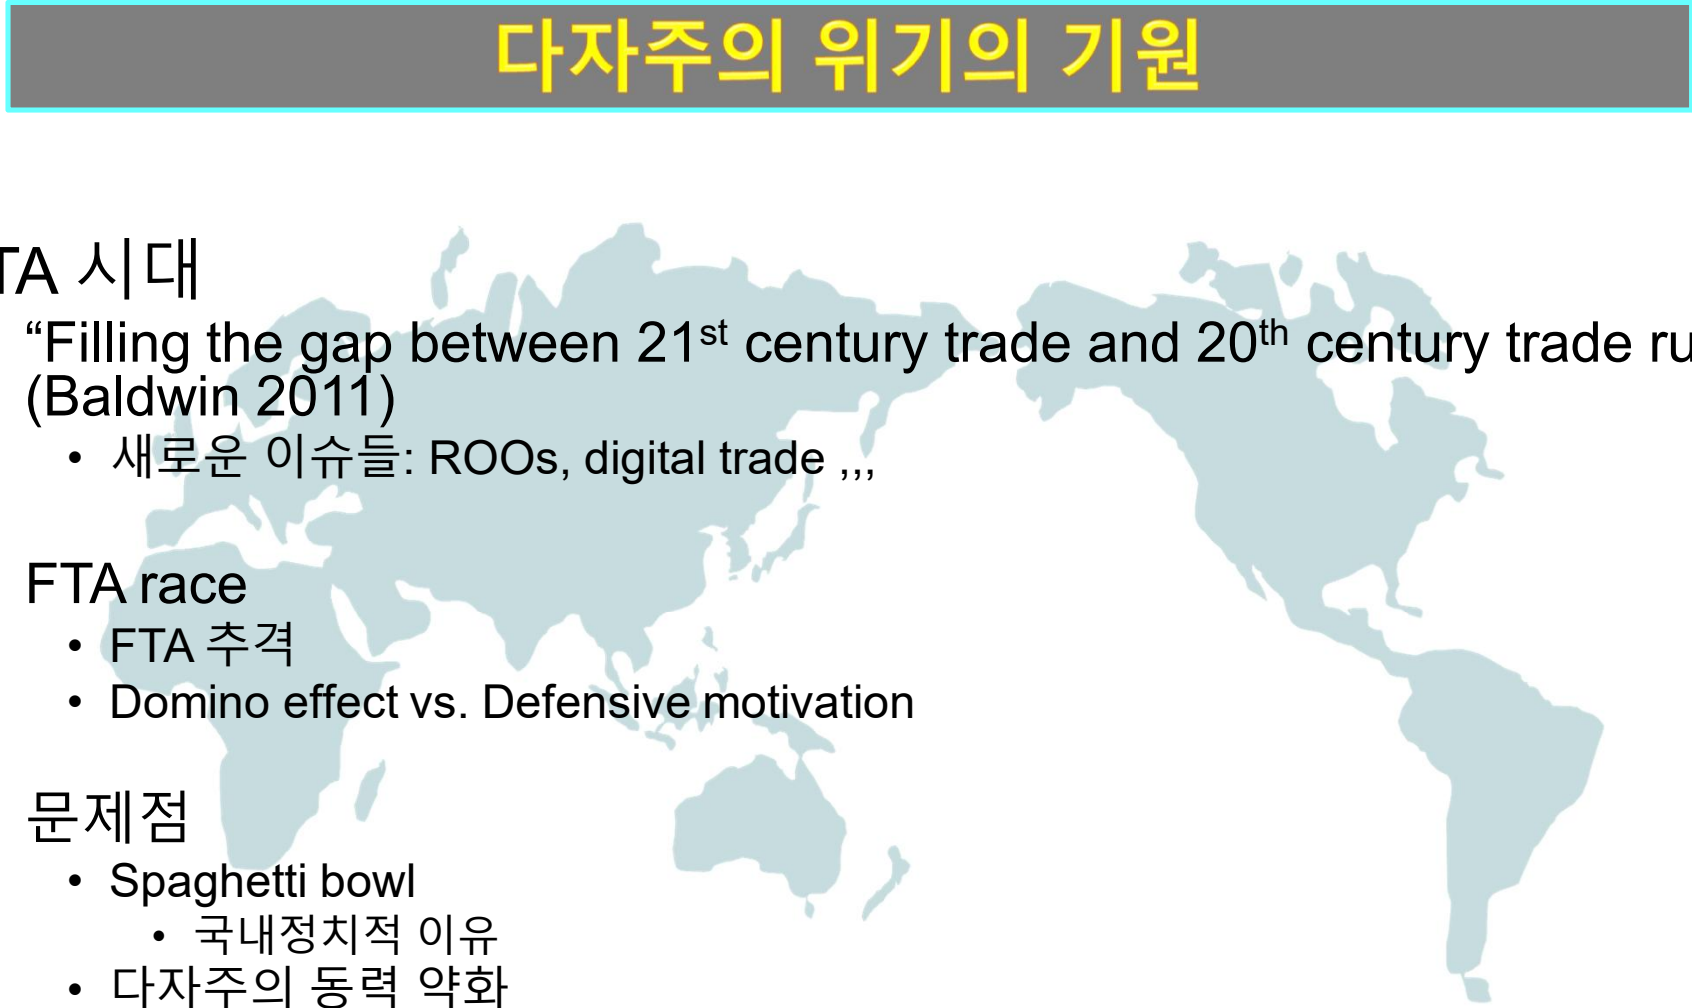 다자주의 위기의 기원
TA 시대
“Filling the gap between 21st century trade and 20th century trade ru
(Baldwin 2011)
• 새로운 이슈들: ROOs, digital trade ,,,
FTA race
• FTA 추격
• Domino effect vs. Defensive motivation
문제점
• Spaghetti bowl
• 국내정치적 이유
• 다자주의 동력 약화